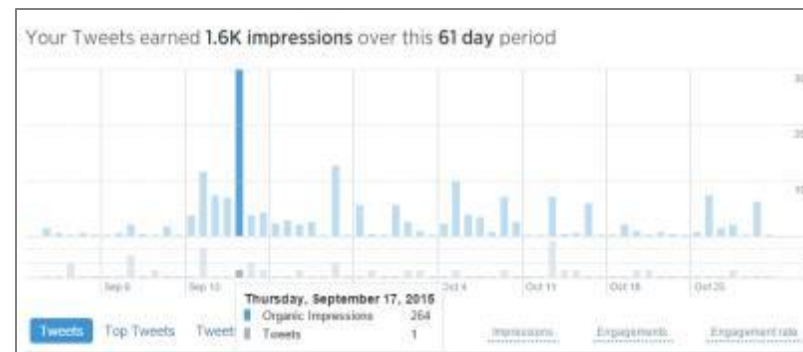 Your Tweets earned 1.6K impressions over this 61 day period
Sep 6 Sep 13 Oct 4 Oct 11 Oct 18 Oct 25
Thursday, September 17, 2015
Organic Impressions 264
Tweets 1
Tweets Top Tweets Tweets Impressions Engagements Engagement rate